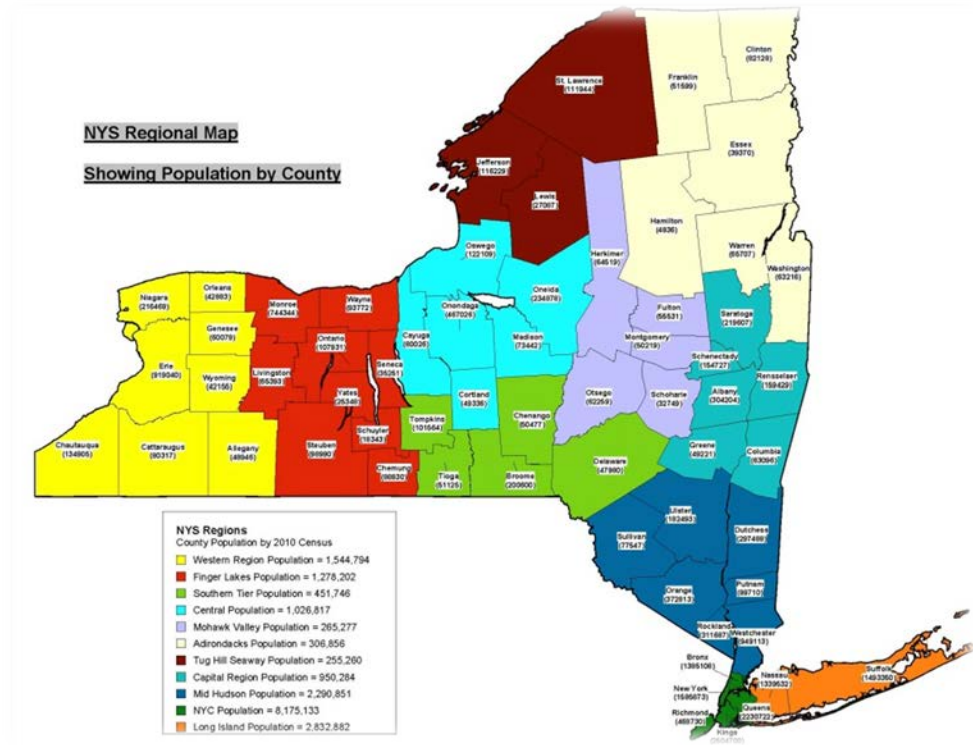 NYS Regional Map
Showing Population by County
Clinton
(82128)
Franklin
(51599)
St. Lawrence
(111944)
Essex
(39370)
Jefferson
(116229)
Lewis
(27087)
Hamilton
(4836)
Warren
(65707)
Washington
(63216)
Oswego
(122109)
Herkimer
(64519)
Oneida
(234878)
Orleans
(42883)
Niagara
(216469)
Monroe
(744344)
Wayne
(93772)
Fulton
(55531)
Saratoga
(219607)
Onondaga
(467026)
Genesee
(60079)
Ontario
(107931)
Cayuga
(80026)
Madison
(73442)
Montgomery
(50219)
Schenectady
(154727)
Erie
(919040)
Wyoming
(42155)
Livingston
(65393)
Seneca
(35251)
Yates
(25348)
Cortland
(49336)
Otsego
(62259)
Schoharie
(32749)
Albany
(304204)
Rensselaer
(159429)
Tompkins
(101564)
Chenango
(50477)
Schuyler
(18343)
Chautauqua
(134905)
Cattaraugus
(80317)
Allegany
(48946)
Steuben
(98990)
Chemung
(88830)
Tioga
(51125)
Broome
(200600)
Delaware
(47980)
Greene
(49221)
Columbia
(63096)
Ulster
(182493)
Sullivan
(77547)
Dutchess
(297488)
Orange
(372813)
Putnam
(99710)
Rockland
(311687)
Westchester
(949113)
Bronx
(1385108)
New York
(1585873)
Richmond
(468730)
Kings
Queens
(2230722)
Nassau
(1339532)
Suffolk
(1493350)
NYS Regions
County Population by 2010 Census
Western Region Population = 1,544,794
Finger Lakes Population = 1,278,202
Southern Tier Population = 451,746
Central Population = 1,026,817
Mohawk Valley Population = 265,277
Adirondacks Population = 306,856
Tug Hill Seaway Population = 255,260
Capital Region Population = 950,284
Mid Hudson Population = 2,290,851
NYC Population = 8,175,133
Long Island Population = 2,832,882